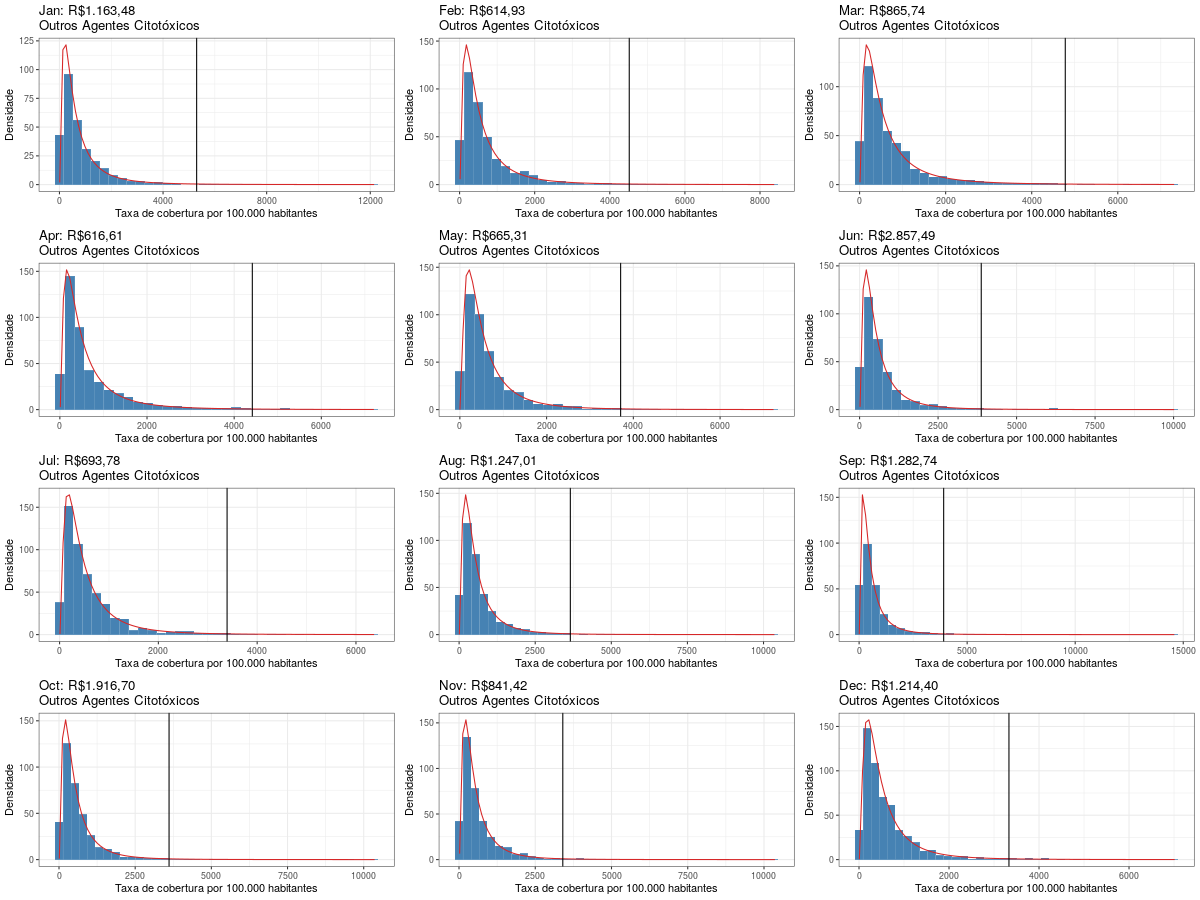 Jan: R$1.163,48
Outros Agentes Citotóxicos
Densidade
125
100
75
50
25
0
0 4000 8000 12000
Taxa de cobertura por 100.000 habitantes
Feb: R$614,93
Outros Agentes Citotóxicos
Densidade
150
100
50
0
0 2000 4000 6000 8000
Taxa de cobertura por 100.000 habitantes
Mar: R$865,74
Outros Agentes Citotóxicos
Densidade
100
50
0
0 2000 4000 6000
Taxa de cobertura por 100.000 habitantes
Apr: R$616,61
Outros Agentes Citotóxicos
Densidade
150
100
50
0
0 2000 4000 6000
Taxa de cobertura por 100.000 habitantes
May: R$665,31
Outros Agentes Citotóxicos
Densidade
150
100
50
0
0 2000 4000 6000
Taxa de cobertura por 100.000 habitantes
Jun: R$2.857,49
Outros Agentes Citotóxicos
Densidade
150
100
50
0
0 2500 5000 7500 10000
Taxa de cobertura por 100.000 habitantes
Jul: R$693,78
Outros Agentes Citotóxicos
Densidade
150
100
50
0
0 2000 4000 6000
Taxa de cobertura por 100.000 habitantes
Aug: R$1.247,01
Outros Agentes Citotóxicos
Densidade
150
100
50
0
0 2500 5000 7500 10000
Taxa de cobertura por 100.000 habitantes
Sep: R$1.282,74
Outros Agentes Citotóxicos
Densidade
150
100
50
0
0 5000 10000 15000
Taxa de cobertura por 100.000 habitantes
Oct: R$1.916,70
Outros Agentes Citotóxicos
Densidade
150
100
50
0
0 2500 5000 7500 10000
Taxa de cobertura por 100.000 habitantes
Nov: R$841,42
Outros Agentes Citotóxicos
Densidade
150
100
50
0
0 2500 5000 7500 10000
Taxa de cobertura por 100.000 habitantes
Dec: R$1.214,40
Outros Agentes Citotóxicos
Densidade
150
100
50
0
0 2000 4000 6000
Taxa de cobertura por 100.000 habitantes